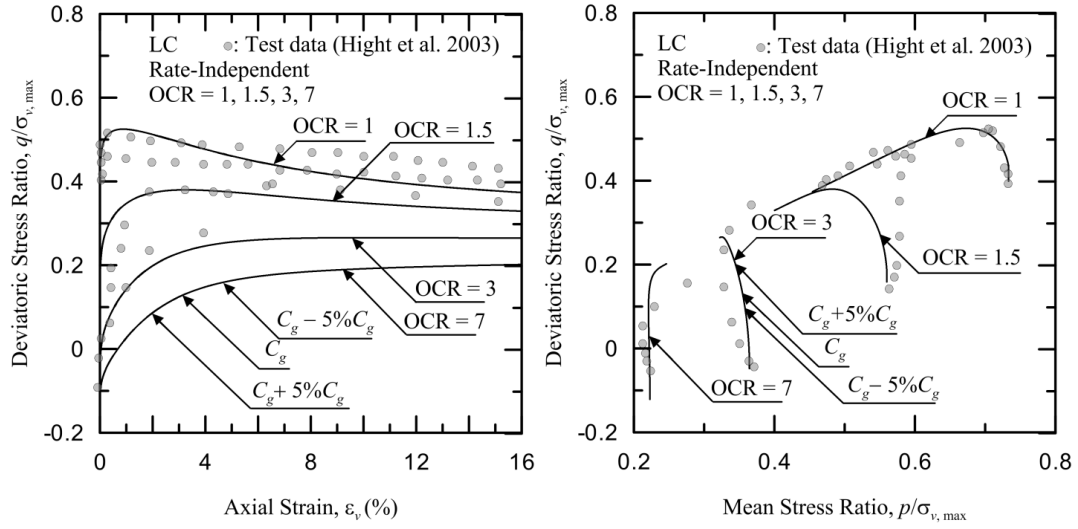 0.8
0.6
0.4
0.2
0
-0.2
Deviatoric Stress Ratio, q/σv, max
LC ●: Test data (Hight et al. 2003)
Rate-Independent
OCR = 1, 1.5, 3, 7
OCR = 1
OCR = 1.5
OCR = 3
OCR = 7
Cg – 5%Cg
Cg
Cg + 5%Cg
0 4 8 12 16
Axial Strain, εv (%)
0.8
0.6
0.4
0.2
0
-0.2
Deviatoric Stress Ratio, q/σv, max
LC ●: Test data (Hight et al. 2003)
Rate-Independent
OCR = 1, 1.5, 3, 7
OCR = 1
OCR = 3
OCR = 1.5
Cg+5%Cg
Cg
OCR = 7
Cg – 5%Cg
0.2 0.4 0.6 0.8
Mean Stress Ratio, p/σv, max